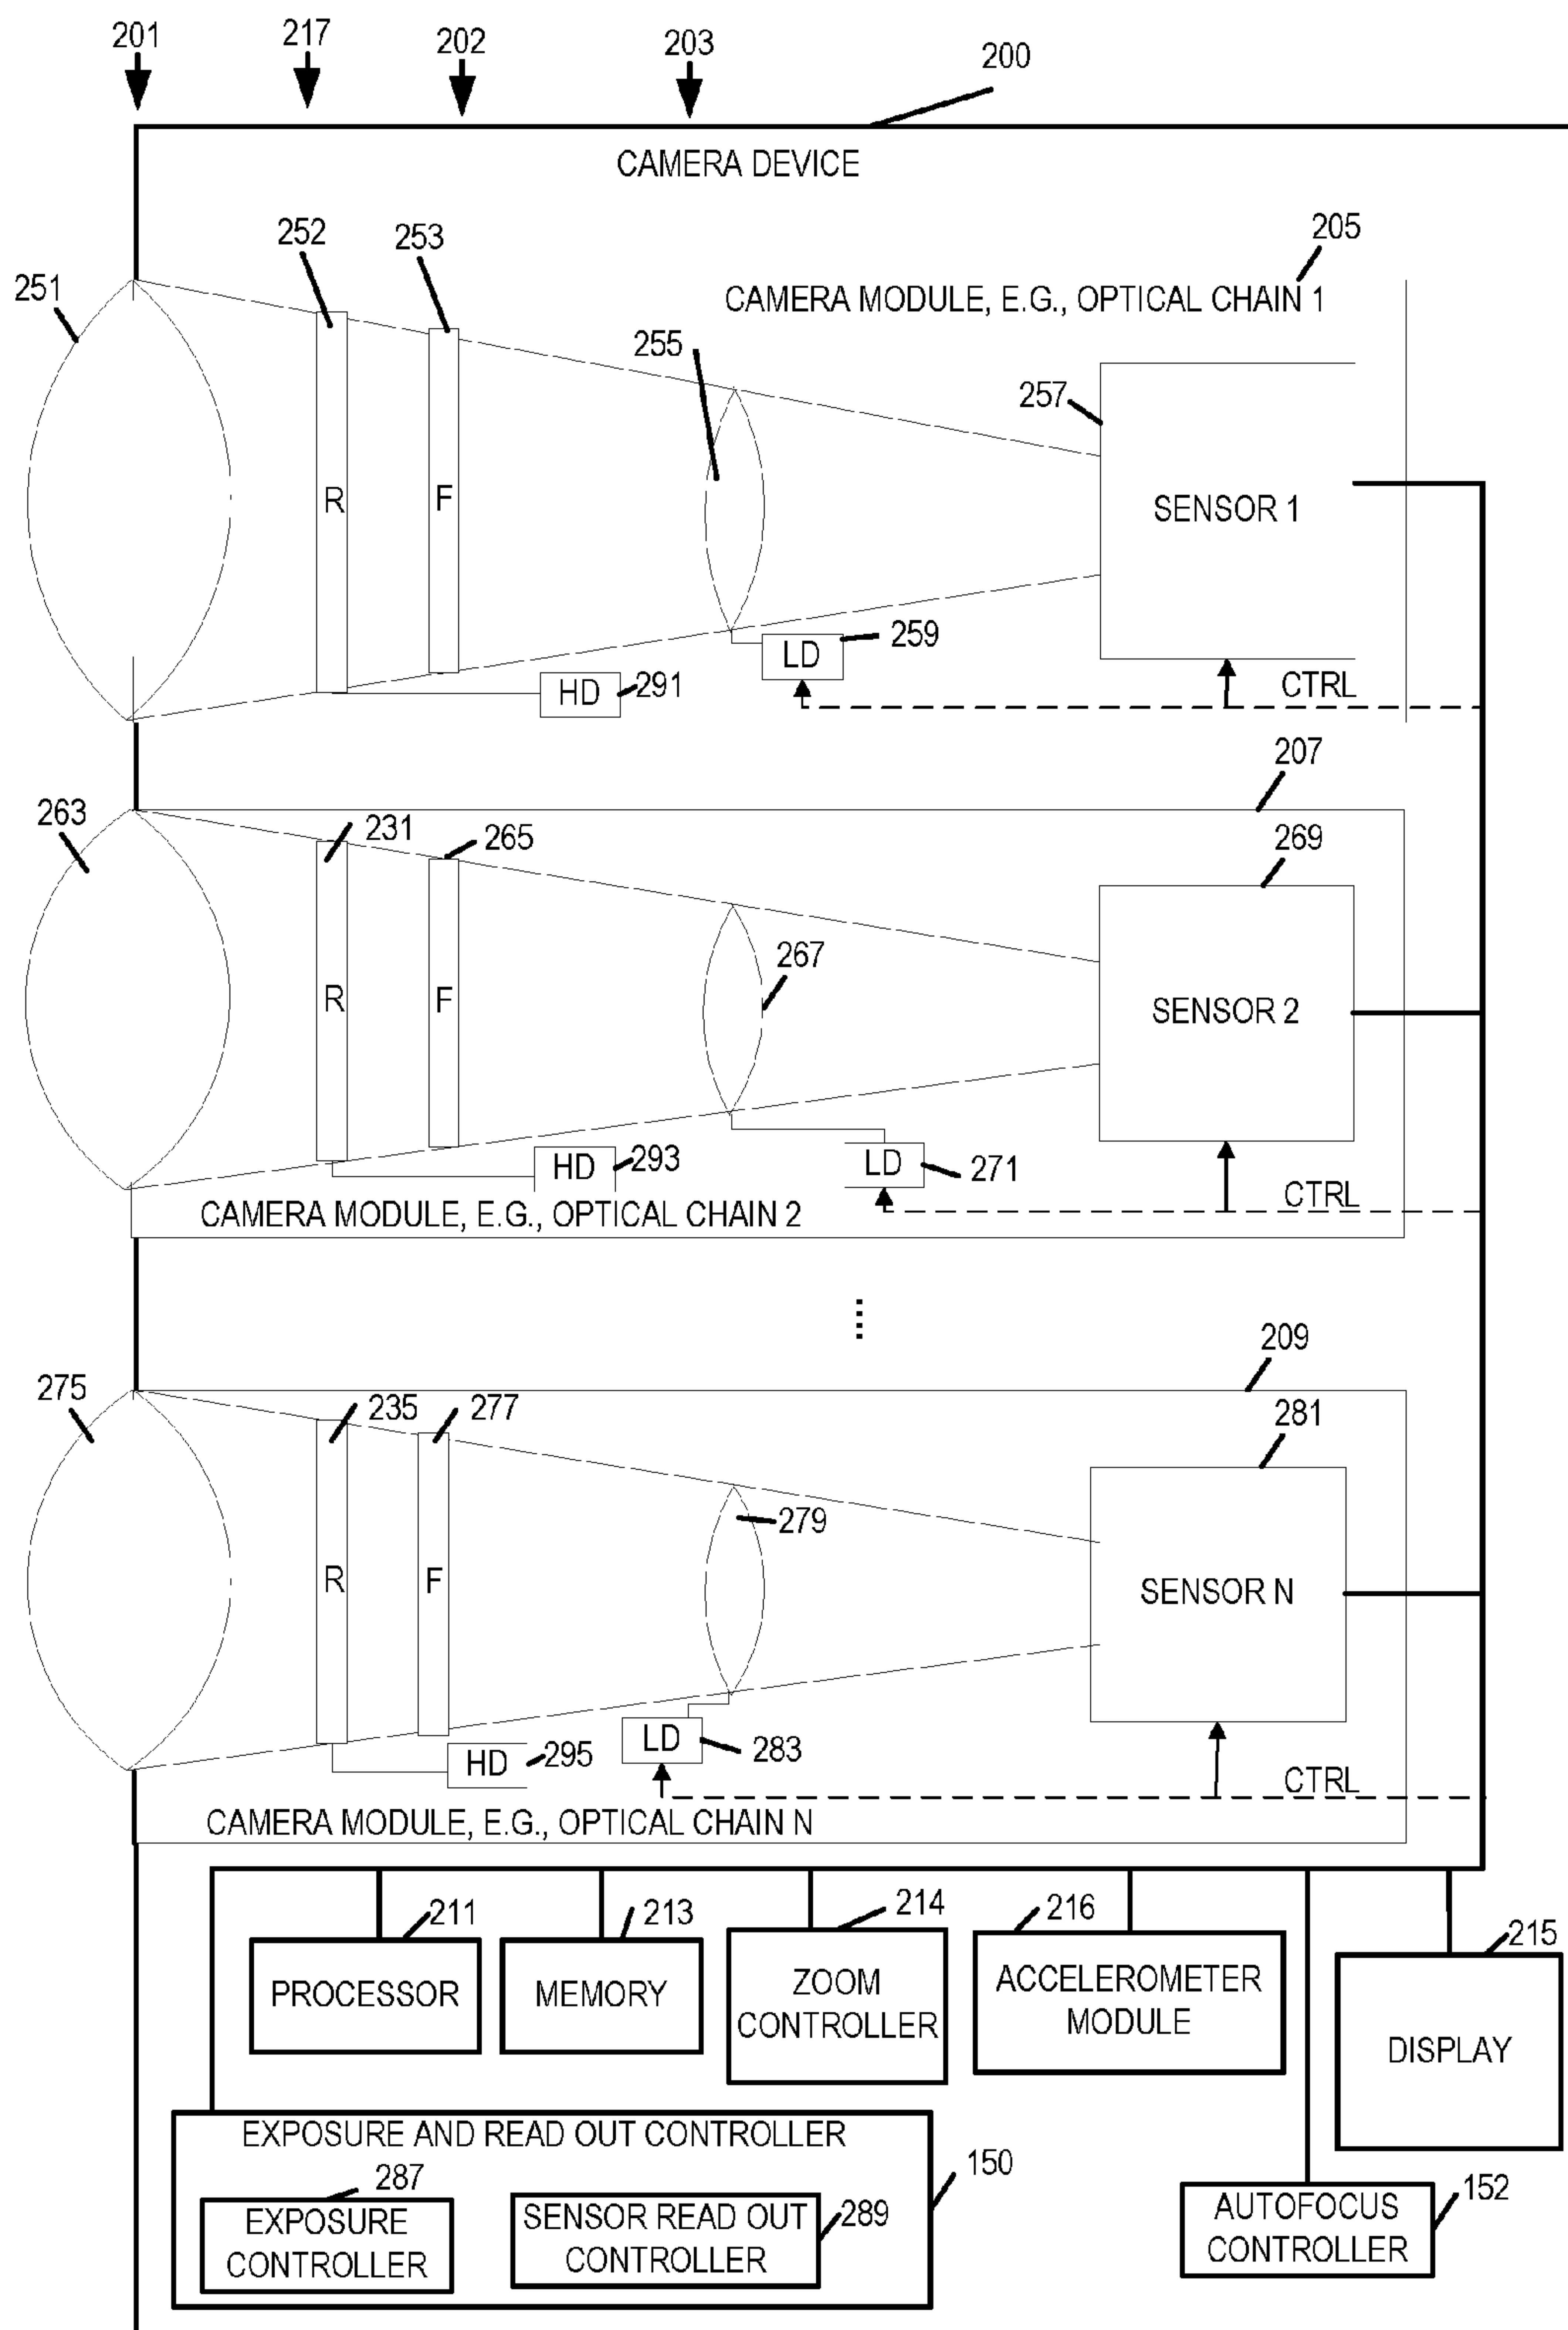 201
217
202
203
200
CAMERA DEVICE
252
253
205
251
CAMERA MODULE, E.G., OPTICAL CHAIN 1
255
257
R
F
SENSOR 1
259
LD
HD
291
CTRL
207
263
231
265
269
267
R
F
SENSOR 2
HD
293
LD
271
CTRL
CAMERA MODULE, E.G., OPTICAL CHAIN 2
209
275
235
277
281
279
R
F
SENSOR N
LD
283
HD
295
CTRL
CAMERA MODULE, E.G., OPTICAL CHAIN N
211
213
214
216
215
PROCESSOR
MEMORY
ZOOM
CONTROLLER
ACCELEROMETER
MODULE
DISPLAY
EXPOSURE AND READ OUT CONTROLLER
150
287
289
152
EXPOSURE
CONTROLLER
SENSOR READ OUT
CONTROLLER
AUTOFOCUS
CONTROLLER